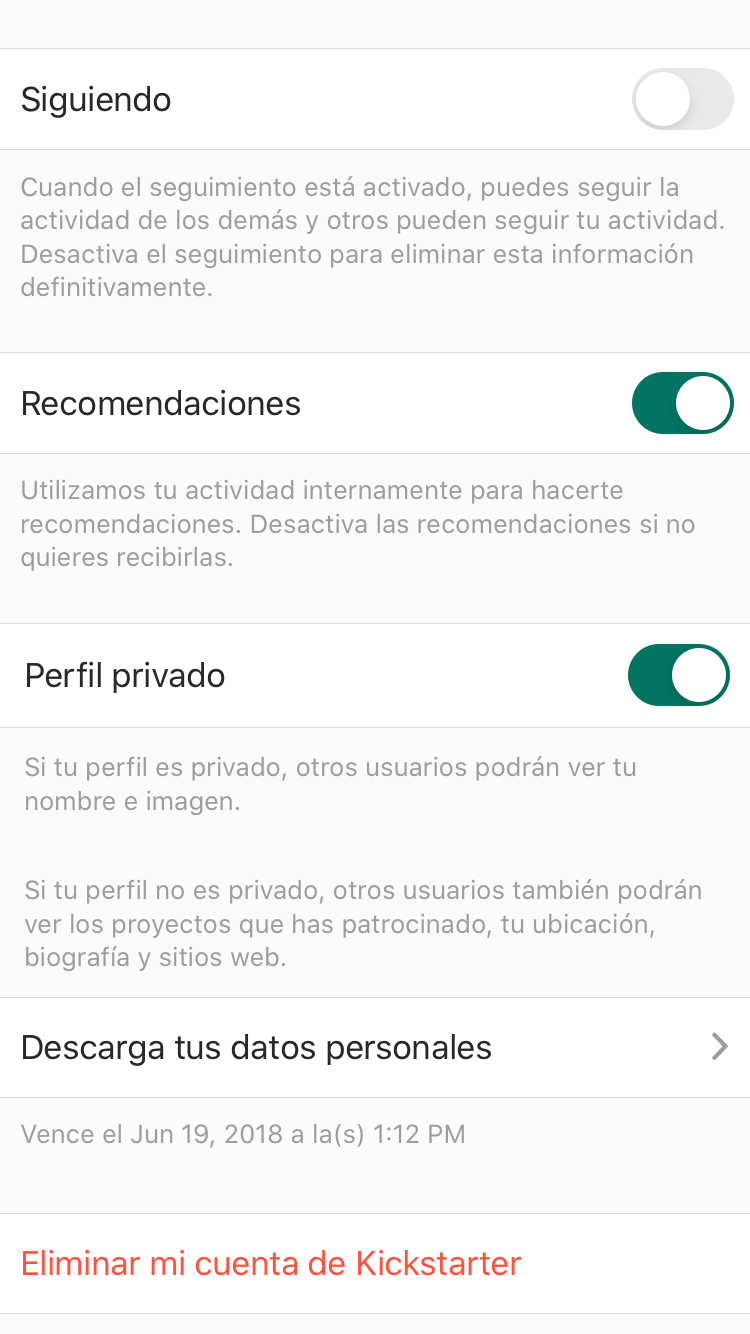 Siguiendo
Cuando el seguimiento está activado, puedes seguir la
actividad de los demás y otros pueden seguir tu actividad.
Desactiva el seguimiento para eliminar esta información
definitivamente.
Recomendaciones
Utilizamos tu actividad internamente para hacerte
recomendaciones. Desactiva las recomendaciones si no
quieres recibirlas.
Perfil privado
Si tu perfil es privado, otros usuarios podrán ver tu
nombre e imagen.
Si tu perfil no es privado, otros usuarios también podrán
ver los proyectos que has patrocinado, tu ubicación,
biografía y sitios web.
Descarga tus datos personales
Vence el Jun 19, 2018 a la(s) 1:12 PM
Eliminar mi cuenta de Kickstarter